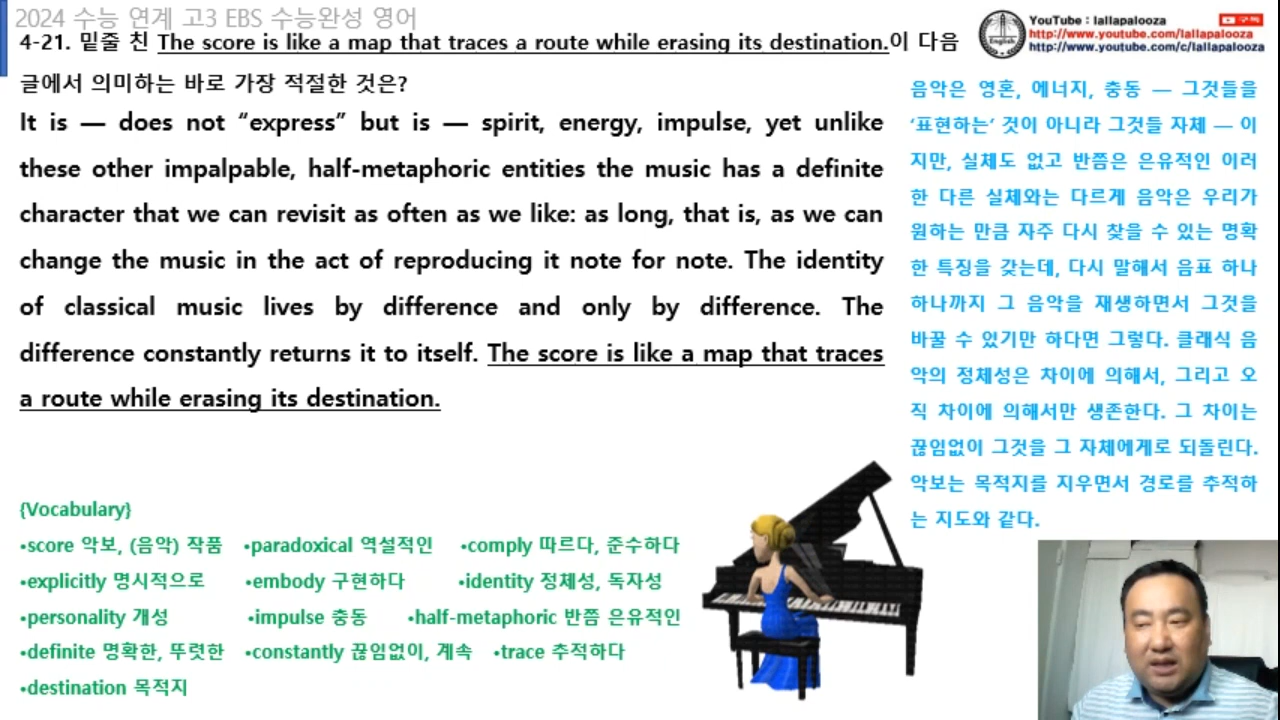 2024 수능 연계 고3 EBS 수능완성 영어
4-21. 밑줄 친 The score is like a map that traces a route while erasing its destination.이 다음
글에서 의미하는 바로 가장 적절한 것은?
It is — does not “express” but is — spirit, energy, impulse, yet unlike
these other impalpable, half-metaphoric entities the music has a definite
character that we can revisit as often as we like: as long, that is, as we can
change the music in the act of reproducing it note for note. The identity
of classical music lives by difference and only by difference. The
difference constantly returns it to itself. The score is like a map that traces
a route while erasing its destination.
{Vocabulary}
•score 악보, (음악) 작품 •paradoxical 역설적인 •comply 따르다, 준수하다
•explicitly 명시적으로 •embody 구현하다 •identity 정체성, 독자성
•personality 개성 •impulse 충동 •half-metaphoric 반쯤 은유적인
•definite 명확한, 뚜렷한 •constantly 끊임없이, 계속 •trace 추적하다
•destination 목적지
English
YouTube : lallapalooza
구독
http://www.youtube.com/lallapalooza
http://www.youtube.com/c/lallapalooza
음악은 영혼, 에너지, 충동 — 그것들을
‘표현하는’ 것이 아니라 그것들 자체 — 이
지만, 실체도 없고 반쯤은 은유적인 이러
한 다른 실체와는 다르게 음악은 우리가
원하는 만큼 자주 다시 찾을 수 있는 명확
한 특징을 갖는데, 다시 말해서 음표 하나
하나까지 그 음악을 재생하면서 그것을
바꿀 수 있기만 하다면 그렇다. 클래식 음
악의 정체성은 차이에 의해서, 그리고 오
직 차이에 의해서만 생존한다. 그 차이는
끊임없이 그것을 그 자체에게로 되돌린다.
악보는 목적지를 지우면서 경로를 추적하
는 지도와 같다.